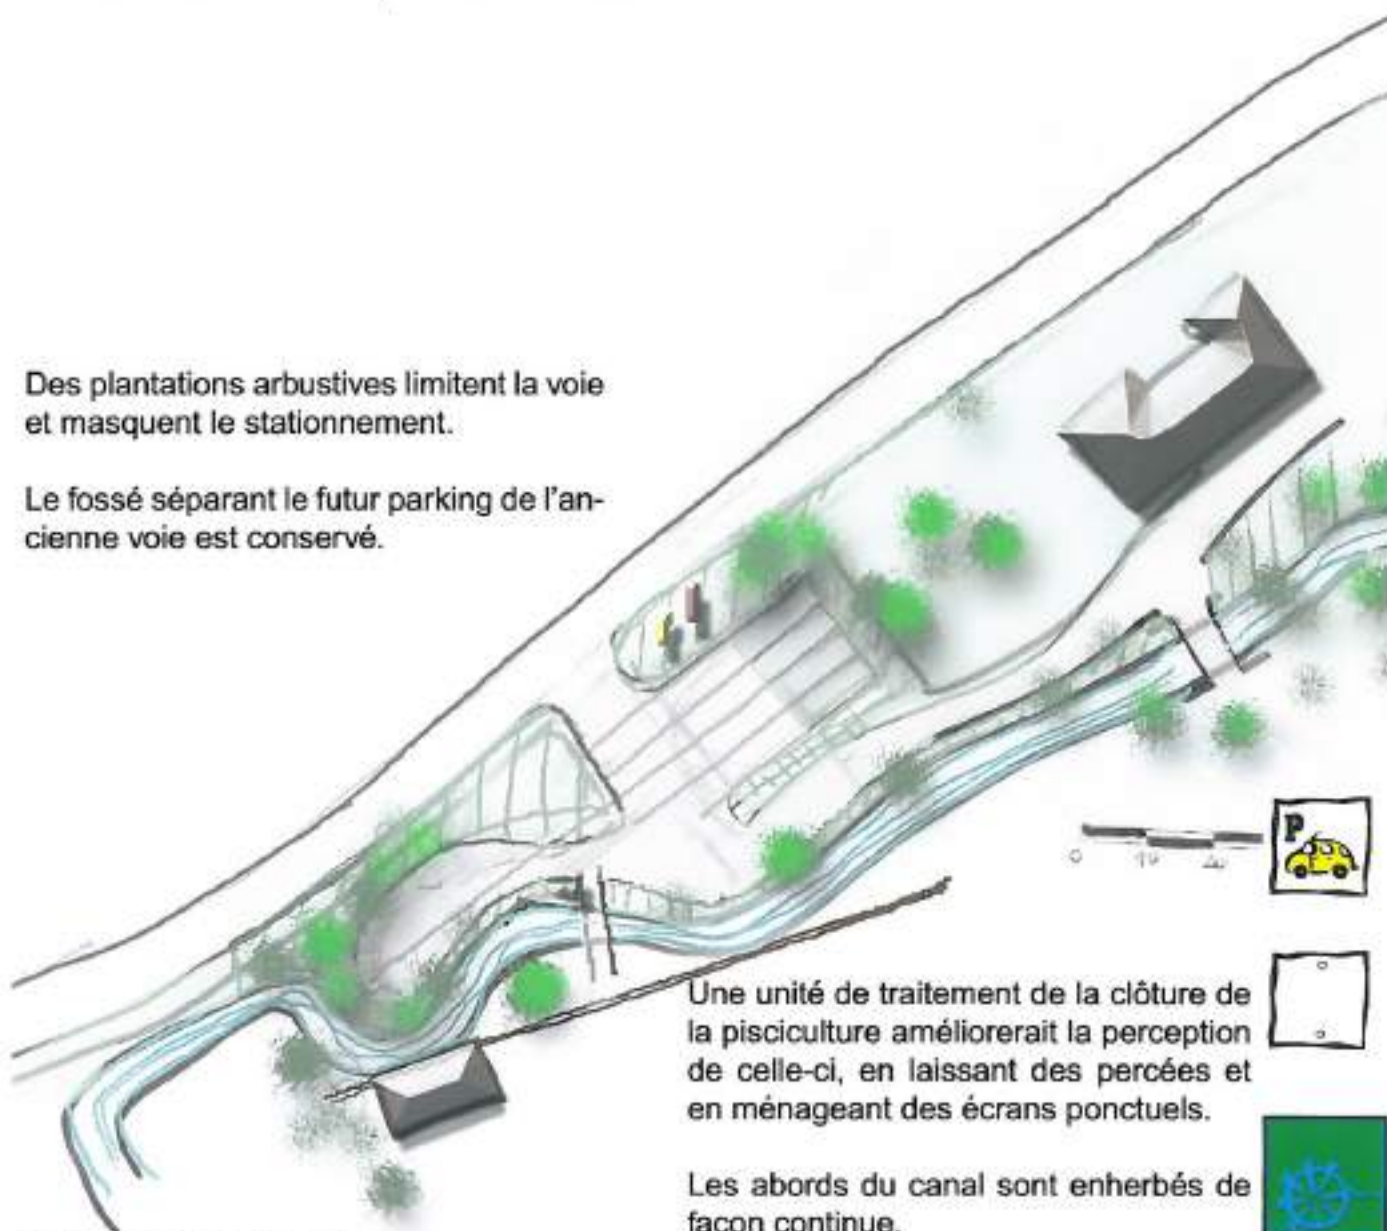 Des plantations arbustives limitent la voie
et masquent le stationnement.
Le fossé séparant le futur parking de l'an-
cienne voie est conservé.
0
P
Une unité de traitement de la clôture de
la pisciculture améliorerait la perception
de celle-ci, en laissant des percées et
en ménageant des écrans ponctuels.
Les abords du canal sont enherbés de
façon continue.